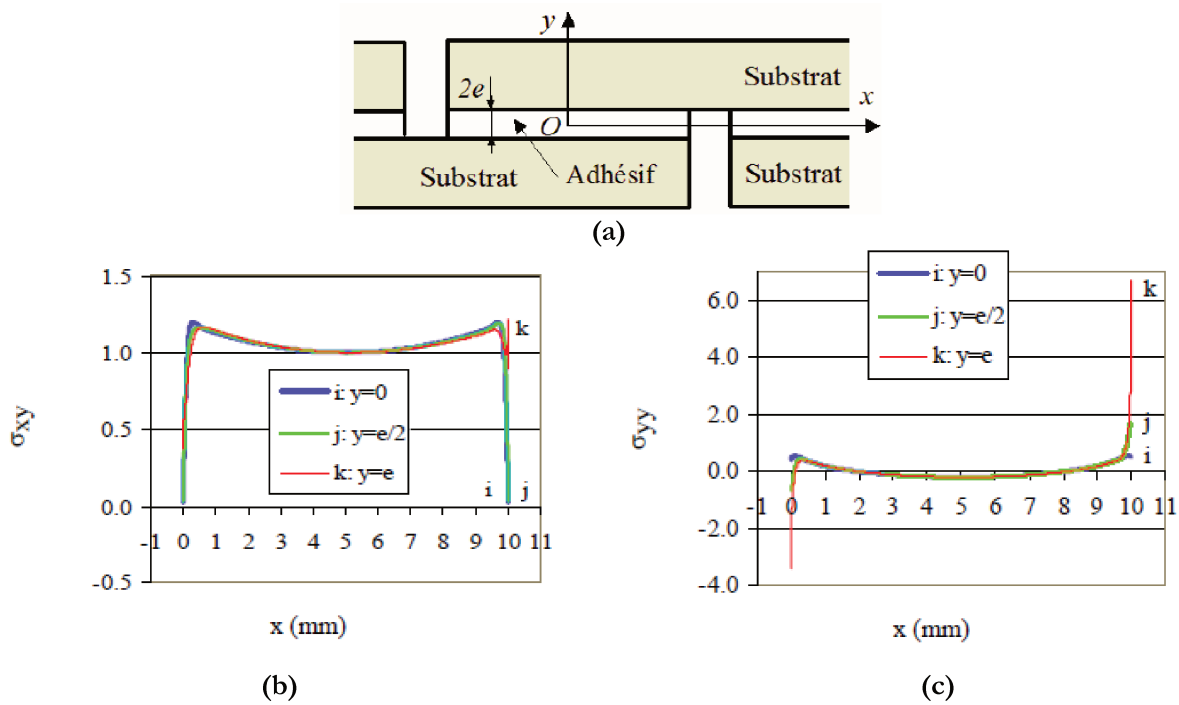 y
Substrat
2e
x
O
Substrat
Adhésif
Substrat
(a)
1.5
1.0
0.5
0.0
-0.5
σxy
k
i: y=0
j: y=e/2
k: y=e
i
j
-1 0 1 2 3 4 5 6 7 8 9 10 11
x (mm)
(b)
i: y=0
j: y=e/2
k: y=e
6.0
4.0
2.0
0.0
-2.0
-4.0
σyy
k
j
i
-1 0 1 2 3 4 5 6 7 8 9 10 11
x (mm)
(c)